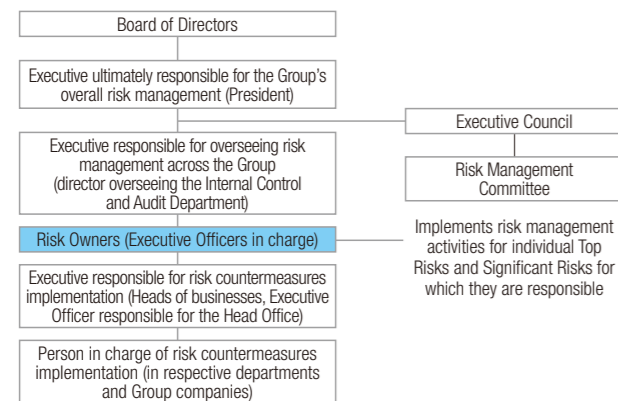 Board of Directors
Executive ultimately responsible for the Group's
overall risk management (President)
Executive Council
Executive responsible for overseeing risk
management across the Group
(director overseeing the Internal Control
and Audit Department)
Risk Management
Committee
Risk Owners (Executive Officers in charge)
Implements risk management
activities for individual Top
Risks and Significant Risks for
which they are responsible
Executive responsible for risk countermeasures
implementation (Heads of businesses, Executive
Officer responsible for the Head Office)
Person in charge of risk countermeasures
implementation (in respective departments
and Group companies)